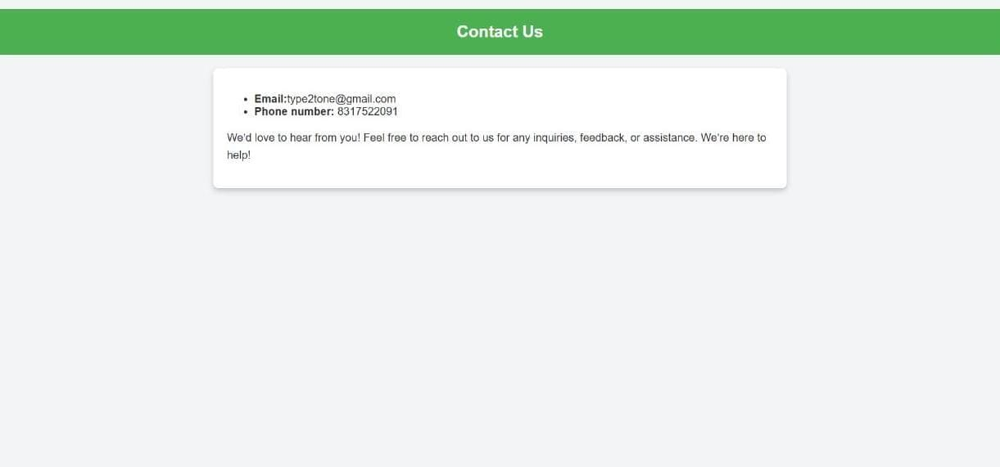 Contact Us
• Email:type2tone@gmail.com
• Phone number: 8317522091
We'd love to hear from you! Feel free to reach out to us for any inquiries, feedback, or assistance. We're here to
help!